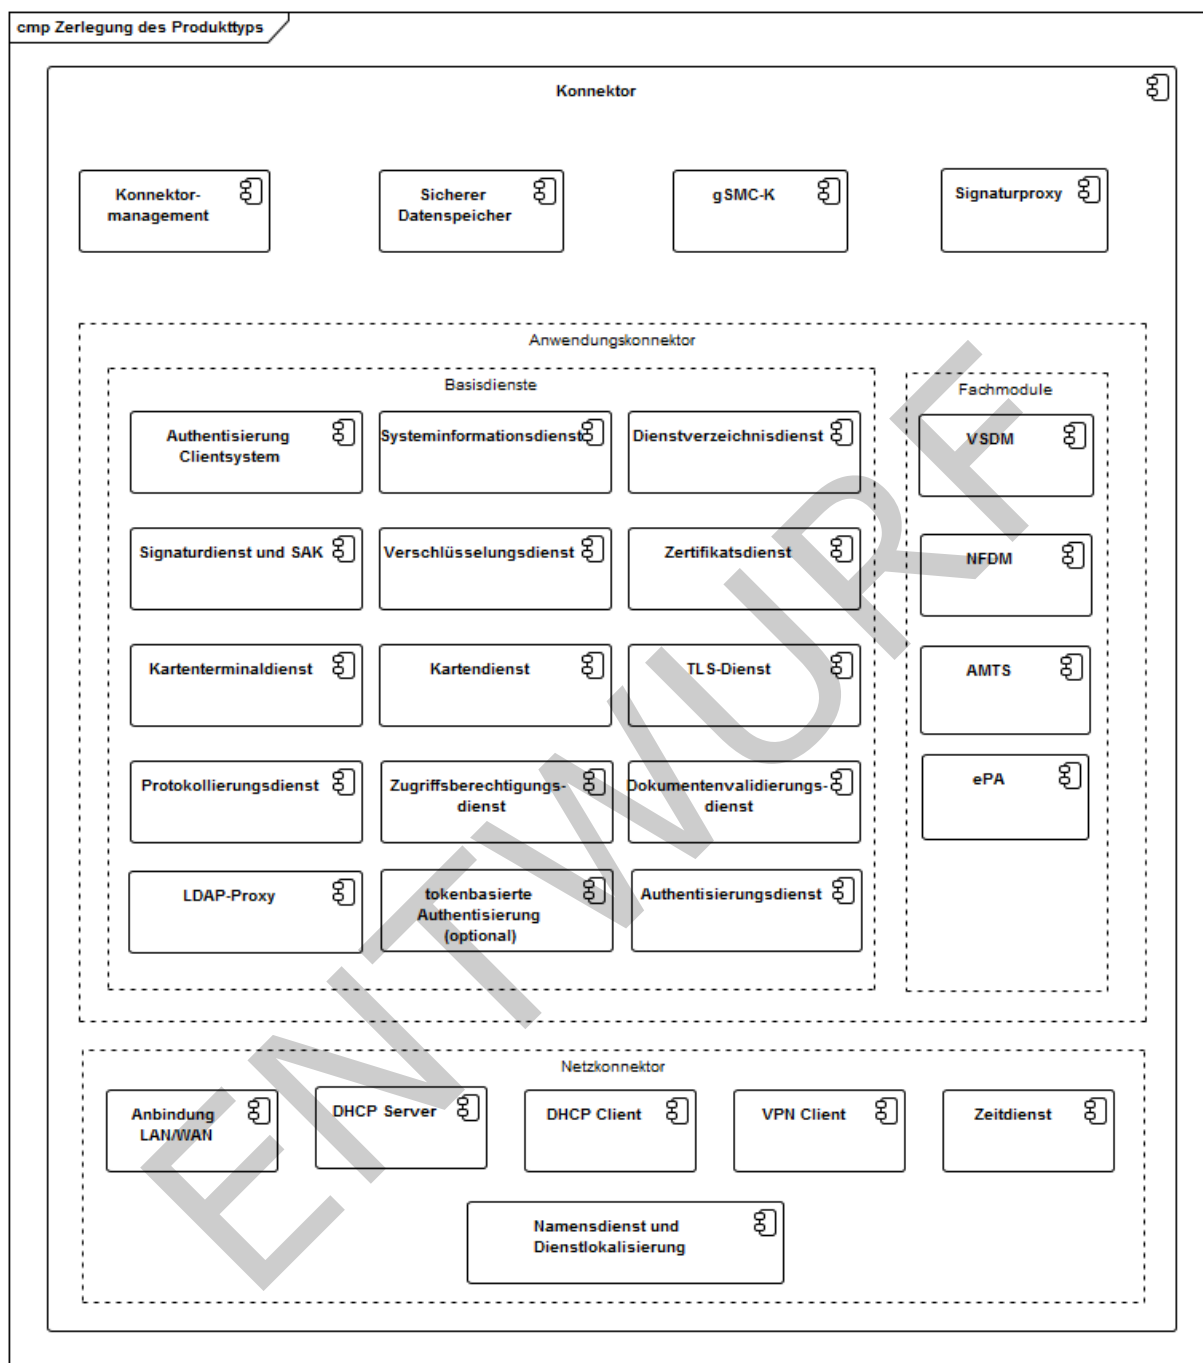 cmp Zerlegung des Produkttyps
Konnektor
Konnektor-
management
Sicherer
Datenspeicher
gSMC-K
Signaturproxy
Anwendungskonnektor
Basisdienste
Authentisierung
Clientsystem
Systeminformationsdienst
Dienstverzeichnisdienst
Signaturdienst und SAK
Verschlüsselungsdienst
Zertifikatsdienst
Kartenterminaldienst
Kartendienst
TLS-Dienst
Protokollierungsdienst
Zugriffsberechtigungs-
dienst
Dokumentenvalidierungs-
dienst
LDAP-Proxy
tokenbasierte
Authentisierung
(optional)
Authentisierungsdienst
Fachmodule
VSDM
NFDM
AMTS
ePA
Netzkonnektor
Anbindung
LAN/WAN
DHCP Server
DHCP Client
VPN Client
Zeitdienst
Namensdienst und
Dienstlokalisierung
ENTWURF